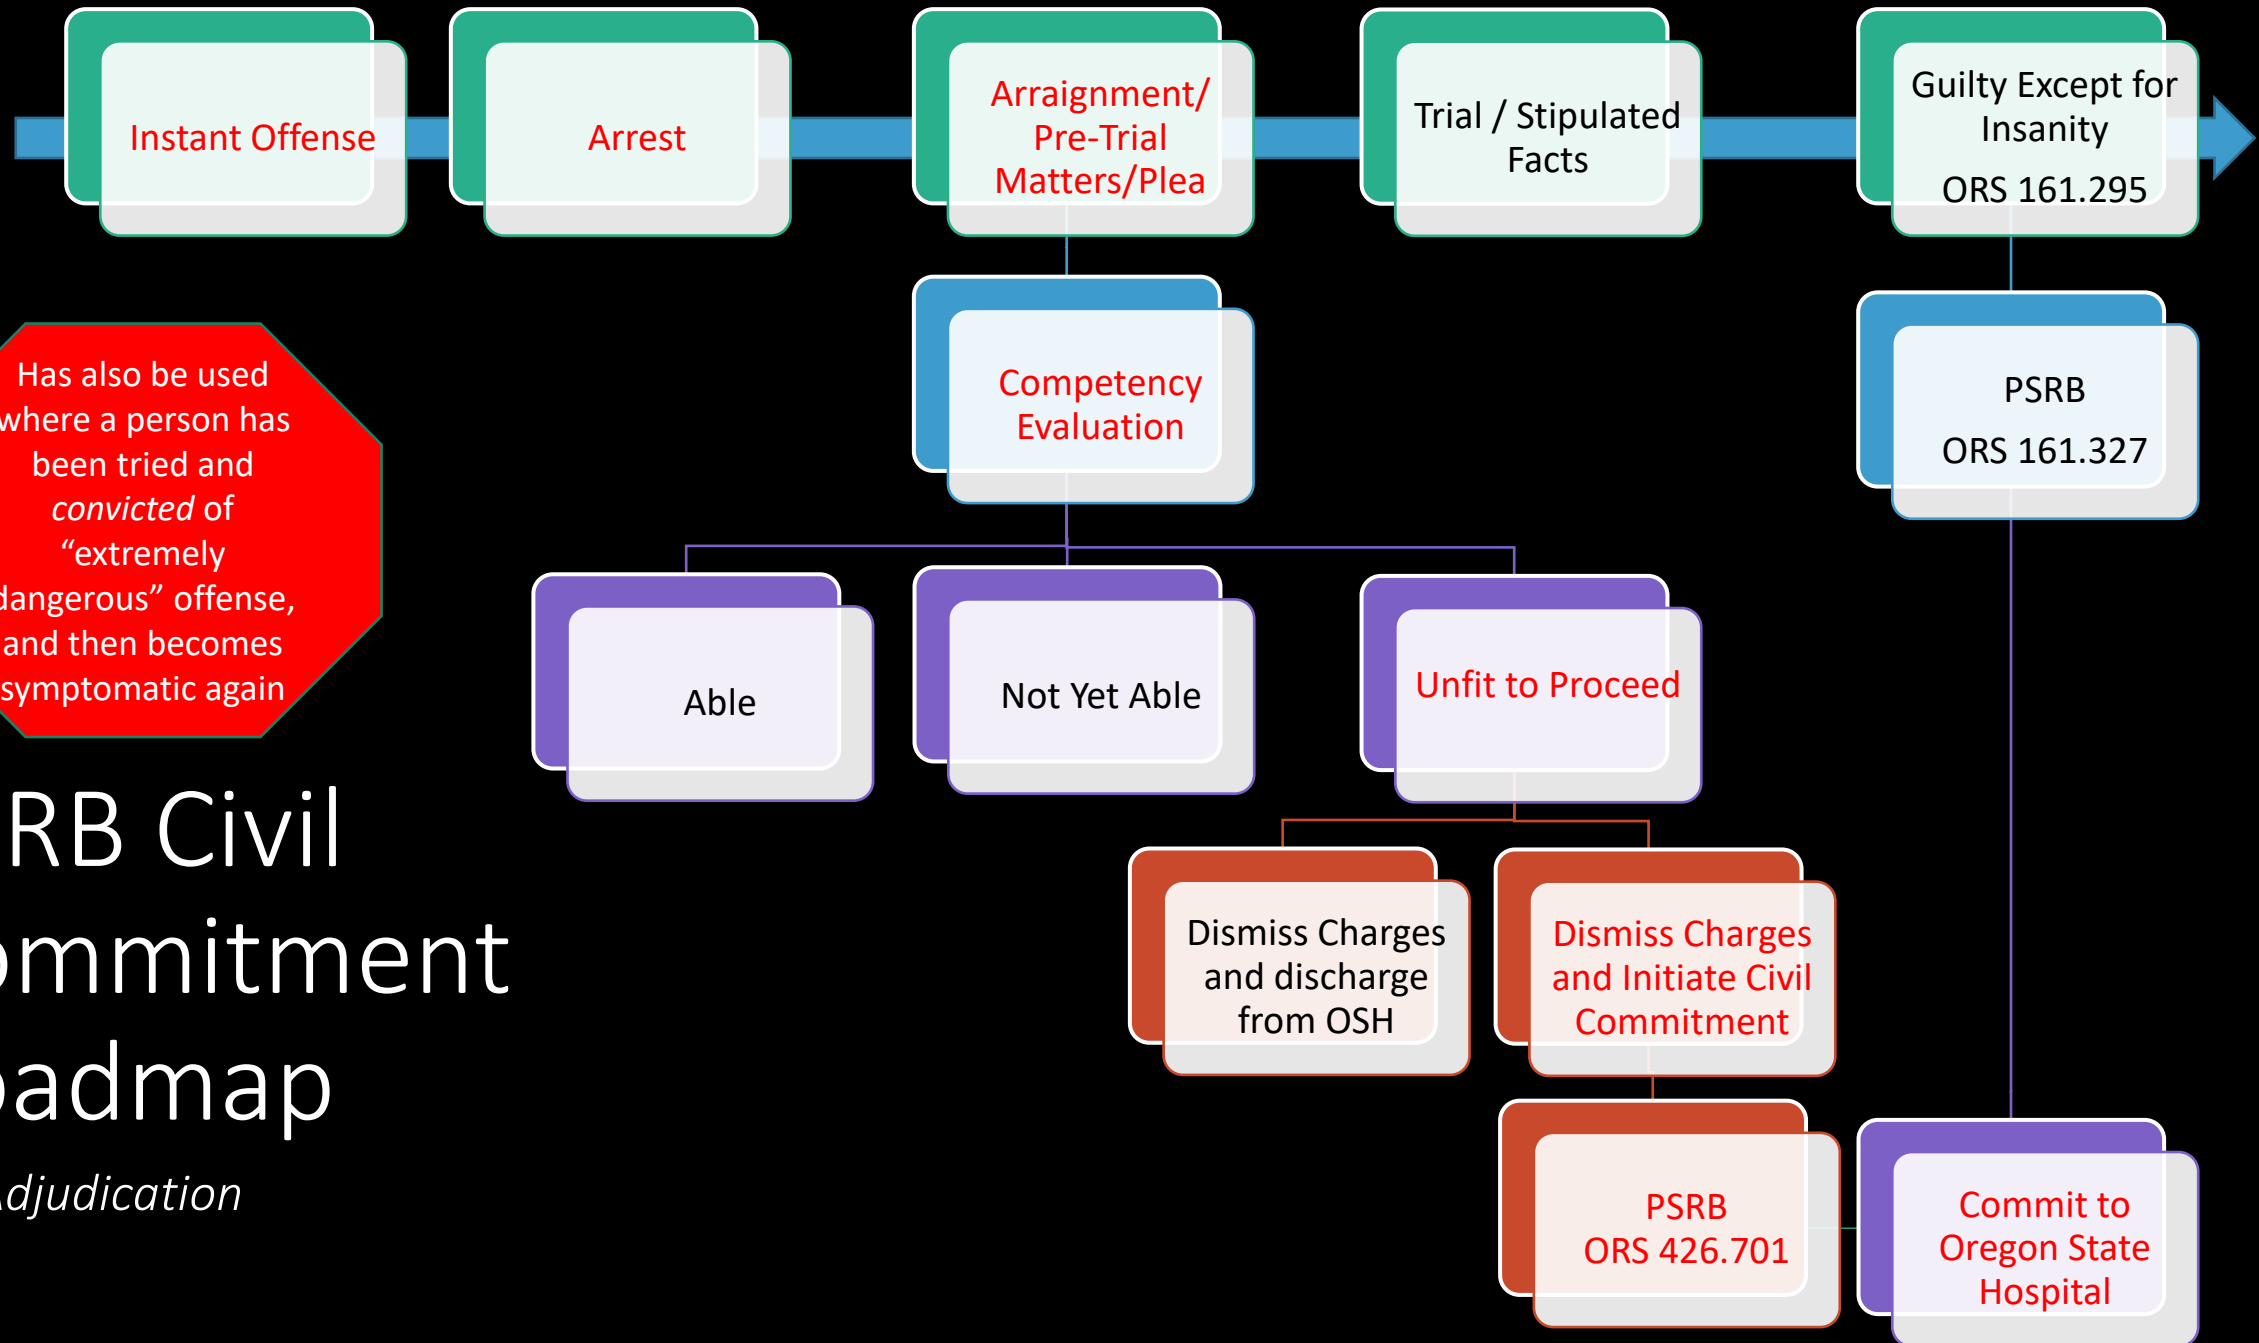 Instant Offense
Arrest
Arraignment/
Pre-Trial
Matters/Plea
Trial / Stipulated
Facts
Guilty Except for
Insanity
ORS 161.295
Has also be used
where a person has
been tried and
convicted of
“extremely
dangerous” offense,
and then becomes
symptomatic again
Competency
Evaluation
PSRB
ORS 161.327
Able
Not Yet Able
Unfit to Proceed
RB Civil
ommitment
oadmap
Adjudication
Dismiss Charges
and discharge
from OSH
Dismiss Charges
and Initiate Civil
Commitment
PSRB
ORS 426.701
Commit to
Oregon State
Hospital